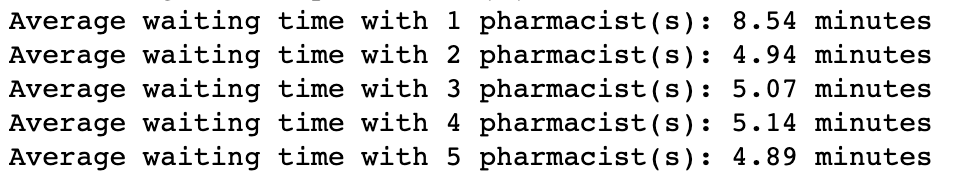 Average waiting time with 1 pharmacist(s): 8.54 minutes
Average waiting time with 2 pharmacist(s): 4.94 minutes
Average waiting time with 3 pharmacist(s): 5.07 minutes
Average waiting time with 4 pharmacist(s): 5.14 minutes
Average waiting time with 5 pharmacist(s): 4.89 minutes